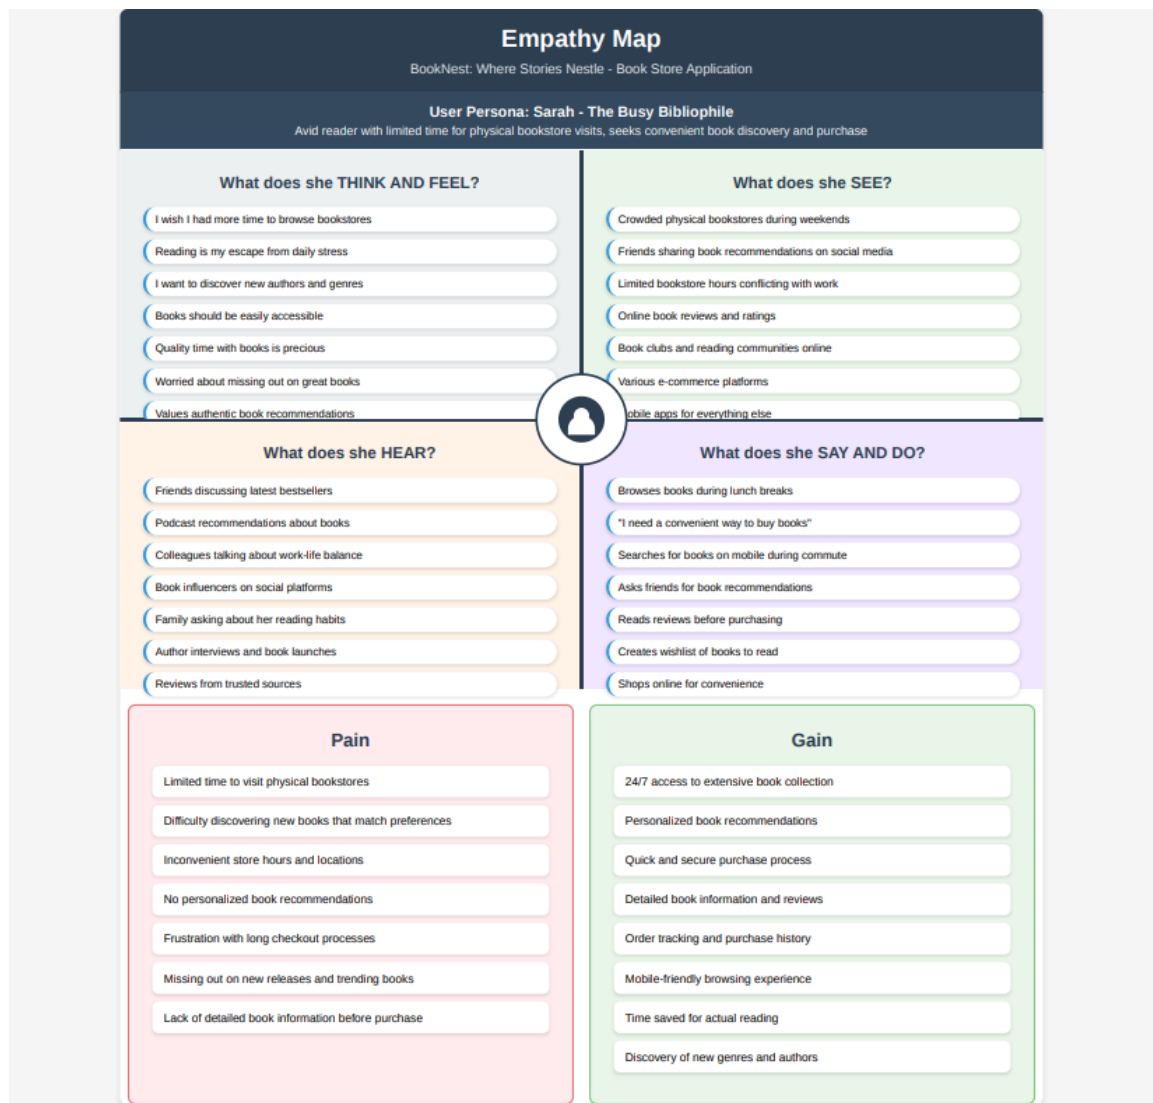 Empathy Map
BookNest: Where Stories Nestle - Book Store Application
User Persona: Sarah - The Busy Bibliophile
Avid reader with limited time for physical bookstore visits, seeks convenient book discovery and purchase
What does she THINK AND FEEL?
I wish I had more time to browse bookstores
Reading is my escape from daily stress
I want to discover new authors and genres
Books should be easily accessible
Quality time with books is precious
Worried about missing out on great books
Values authentic book recommendations
What does she SEE?
Crowded physical bookstores during weekends
Friends sharing book recommendations on social media
Limited bookstore hours conflicting with work
Online book reviews and ratings
Book clubs and reading communities online
Various e-commerce platforms
apps for everything else
What does she HEAR?
Friends discussing latest bestsellers
Podcast recommendations about books
Colleagues talking about work-life balance
Book influencers on social platforms
Family asking about her reading habits
Author interviews and book launches
Reviews from trusted sources
What does she SAY AND DO?
Browses books during lunch breaks
"I need a convenient way to buy books"
Searches for books on mobile during commute
Asks friends for book recommendations
Reads reviews before purchasing
Creates wishlist of books to read
Shops online for convenience
Pain
Limited time to visit physical bookstores
Difficulty discovering new books that match preferences
Inconvenient store hours and locations
No personalized book recommendations
Frustration with long checkout processes
Missing out on new releases and trending books
Lack of detailed book information before purchase
Gain
24/7 access to extensive book collection
Personalized book recommendations
Quick and secure purchase process
Detailed book information and reviews
Order tracking and purchase history
Mobile-friendly browsing experience
Time saved for actual reading
Discovery of new genres and authors